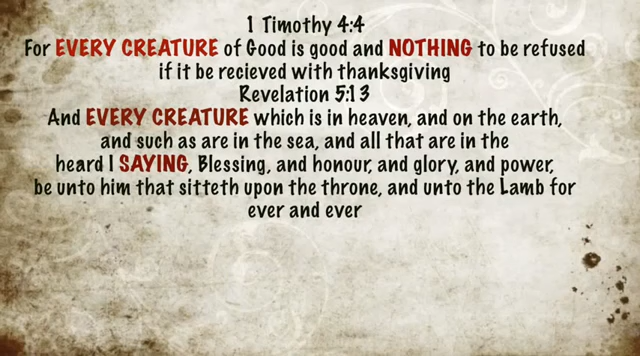 1 Timothy 4:4
For EVERY CREATURE of Good is good and NOTHING to be refused
if it be recieved with thanksgiving
Revelation 5:13
And EVERY CREATURE which is in heaven, and on the earth,
and such as are in the sea, and all that are in the
heard I SAYING, Blessing, and honour, and glory, and power,
be unto him that sitteth upon the throne, and unto the Lamb for
ever and ever